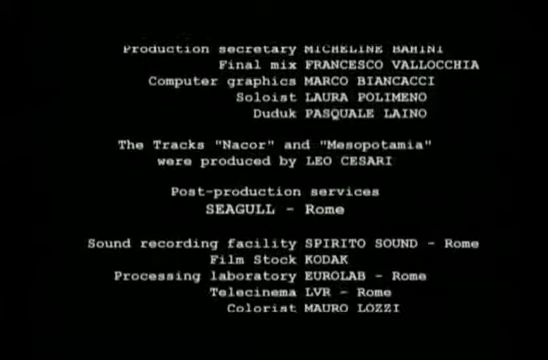 Production secretary MICHELINE HAHINI
Final mix FRANCESCO VALLOCCHIA
Computer graphics MARCO BIANCACCI
Soloist LAURA POLIMENO
Duduk PASQUALE LAINO
The Tracks "Nacor" and "Mesopotamia"
were produced by LEO CESARI
Post-production services
SEAGULL - Rome
Sound recording facility SPIRITO SOUND - Rome
Film Stock KODAK
Processing laboratory EUROLAB - Rome
Telecinema LVR - Rome
Colorist MAURO LOZZI